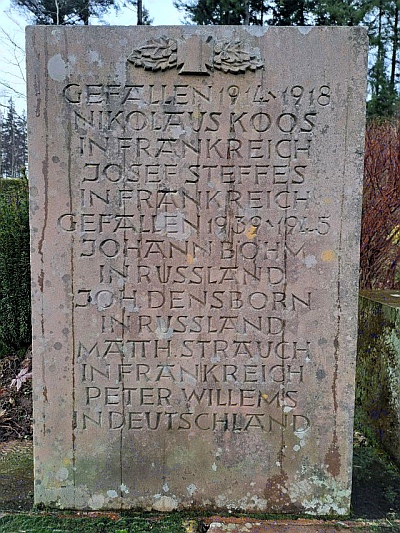 GEFALLEN 1914-1918
NIKOLAUS KOOS
IN FRANKREICH
JOSEF STEFFES
IN FRANKREICH
GEFALLEN 1939-1945
JOHANN BÖHM
IN RUSSLAND
JOH. DENSBORN
IN RUSSLAND
MATTH. STRAUCH
IN FRANKREICH
PETER WILLEMS
IN DEUTSCHLAND